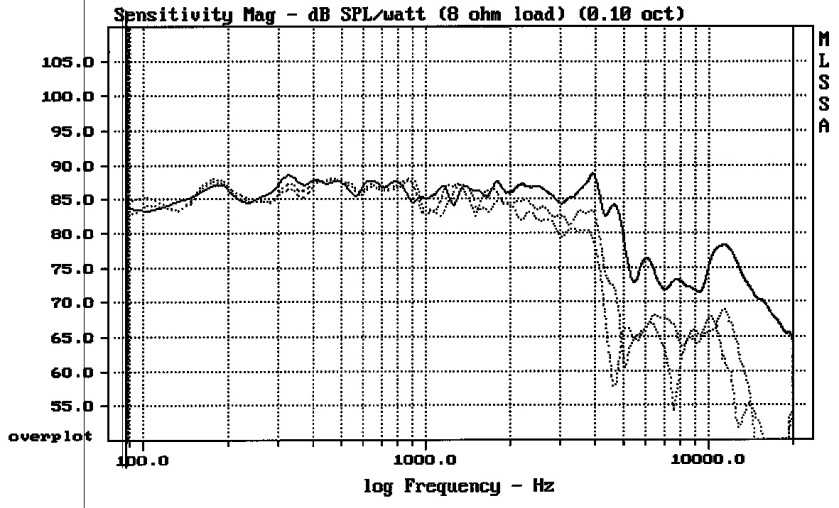 Sensitivity Mag - dB SPL/watt (8 ohm load) (0.10 oct)
MLSSA
105.0
100.0
95.0
90.0
85.0
80.0
75.0
70.0
65.0
60.0
55.0
overplot
100.0 1000.0 10000.0
log Frequency - Hz